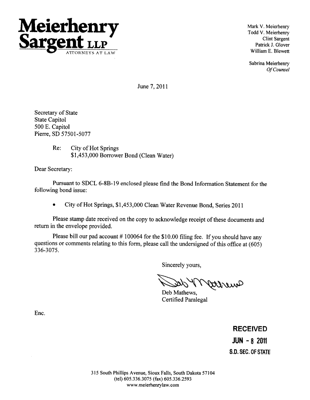 Meierhenry
Sargent LLP
ATTORNEYS AT LAW
Mark V. Meierhenry
Todd V. Meierhenry
Clint Sargent
Patrick J. Glover
William E. Blewett
Sabrina Meierhenry
Of Counsel
June 7, 2011
Secretary of State
State Capitol
500 E. Capitol
Pierre, SD 57501-5077
Re: City of Hot Springs
$1,453,000 Borrower Bond (Clean Water)
Dear Secretary:
Pursuant to SDCL 6-8B-19 enclosed please find the Bond Information Statement for the
following bond issue:
• City of Hot Springs, $1,453,000 Clean Water Revenue Bond, Series 2011
Please stamp date received on the copy to acknowledge receipt of these documents and
return in the envelope provided.
Please bill our pad account # 100064 for the $10.00 filing fee. If you should have any
questions or comments relating to this form, please call the undersigned of this office at (605)
336-3075.
Sincerely yours,
Deb Mathews
Deb Mathews,
Certified Paralegal
Enc.
RECEIVED
JUN - 8 2011
S.D. SEC. OF STATE
315 South Phillips Avenue, Sioux Falls, South Dakota 57104
(tel) 605.336.3075 (fax) 605.336.2593
www.meierhenrylaw.com